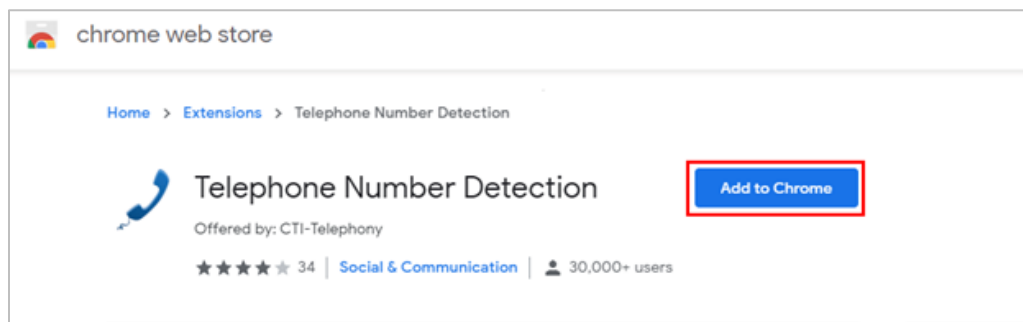 chrome web store
Home > Extensions > Telephone Number Detection
Telephone Number Detection
Add to Chrome
Offered by: CTI-Telephony
34 | Social & Communication | 30,000+ users